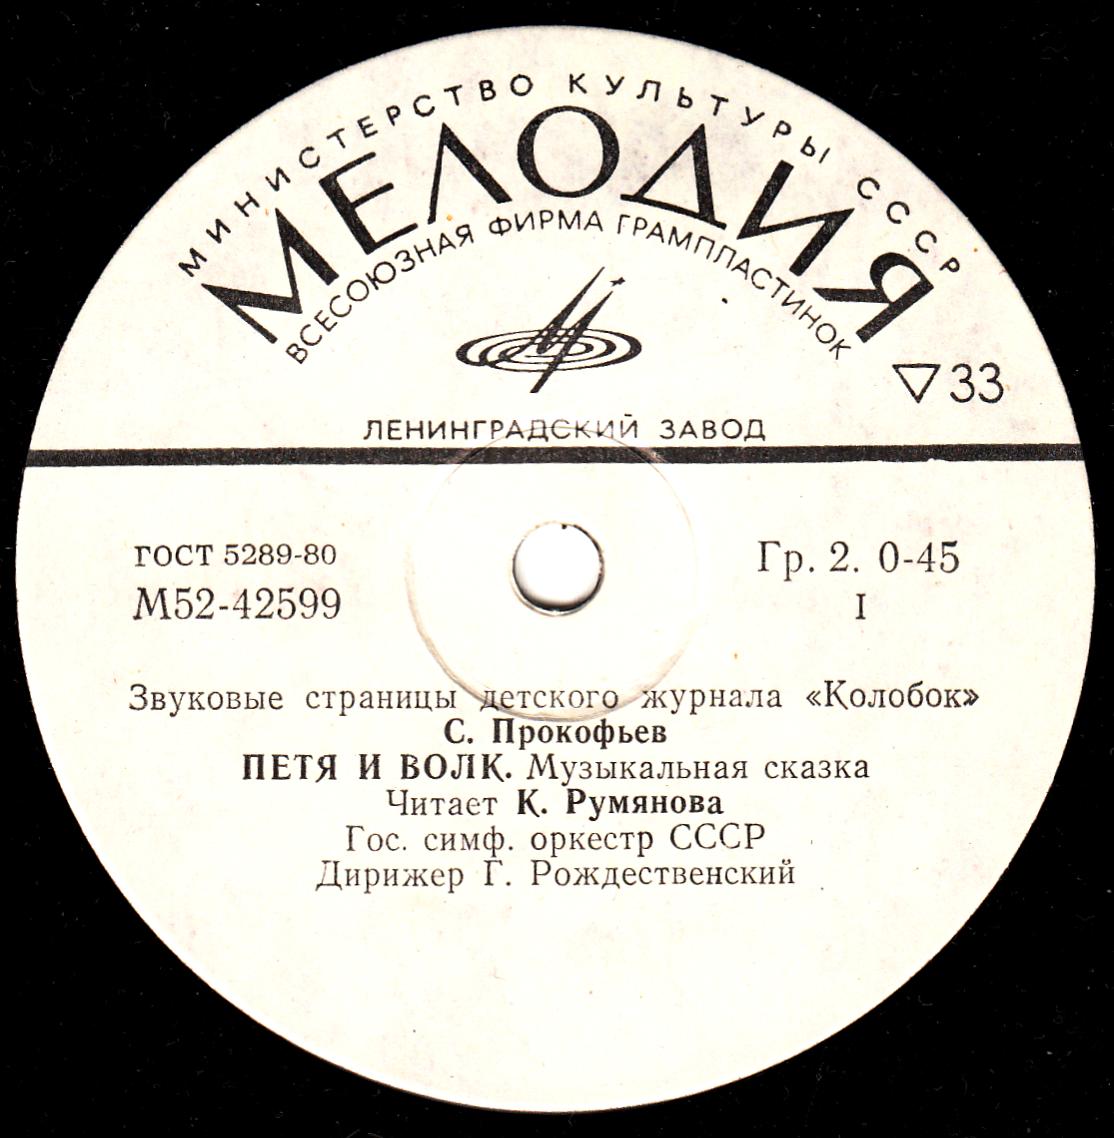 МИНИСТЕРСТВО КУЛЬТУРЫ СССР
МЕЛОДИЯ
ВСЕСОЮЗНАЯ ФИРМА ГРАМПЛАСТИНОК
▽33
ЛЕНИНГРАДСКИЙ ЗАВОД
ГОСТ 5289-80
Гр. 2. 0-45
М52-42599
I
Звуковые страницы детского журнала «Колобок»
С. Прокофьев
ПЕТЯ И ВОЛК. Музыкальная сказка
Читает К. Румянова
Гос. симф. оркестр СССР
Дирижер Г. Рождественский